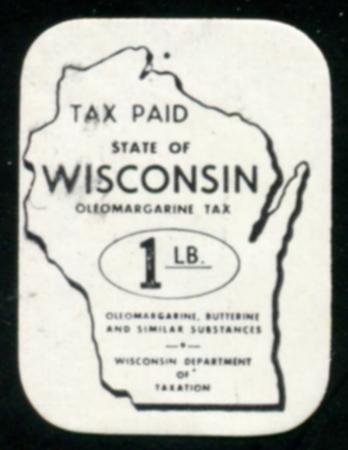 TAX PAID
STATE OF
WISCONSIN
OLEOMARGARINE TAX
1 LB.
OLEOMARGARINE, BUTTERINE
AND SIMILAR SUBSTANCES
WISCONSIN DEPARTMENT
OF
TAXATION